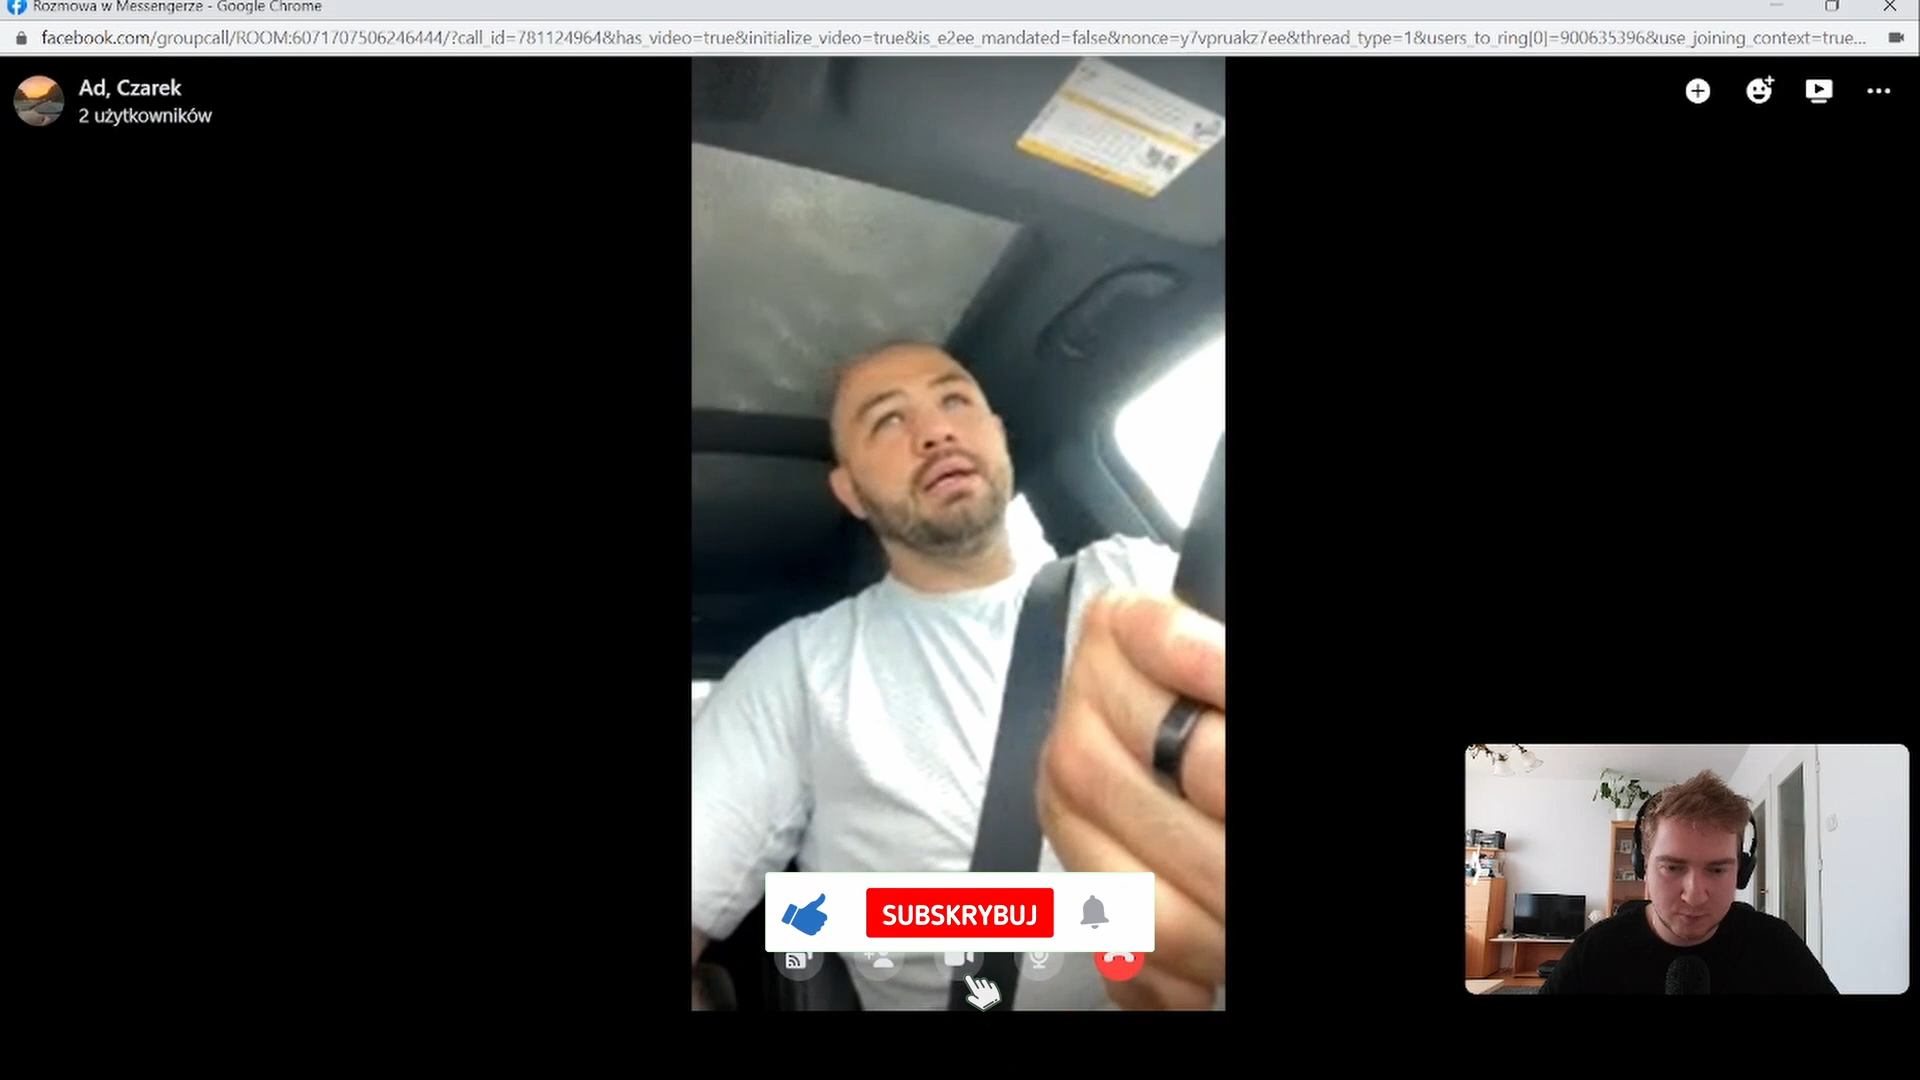 Rozmowa w Messengerze - Google Chrome
facebook.com/groupcall/ROOM:6071707506246444/?call_id=781124964&has_video=true&initialize_video=true&is_e2ee_mandated=false&nonce=y7vpruakz7ee&thread_type=1&users_to_ring[0]=900635396&use_joining_context=true...
Ad, Czarek
2 użytkowników
SUBSKRYBUJ